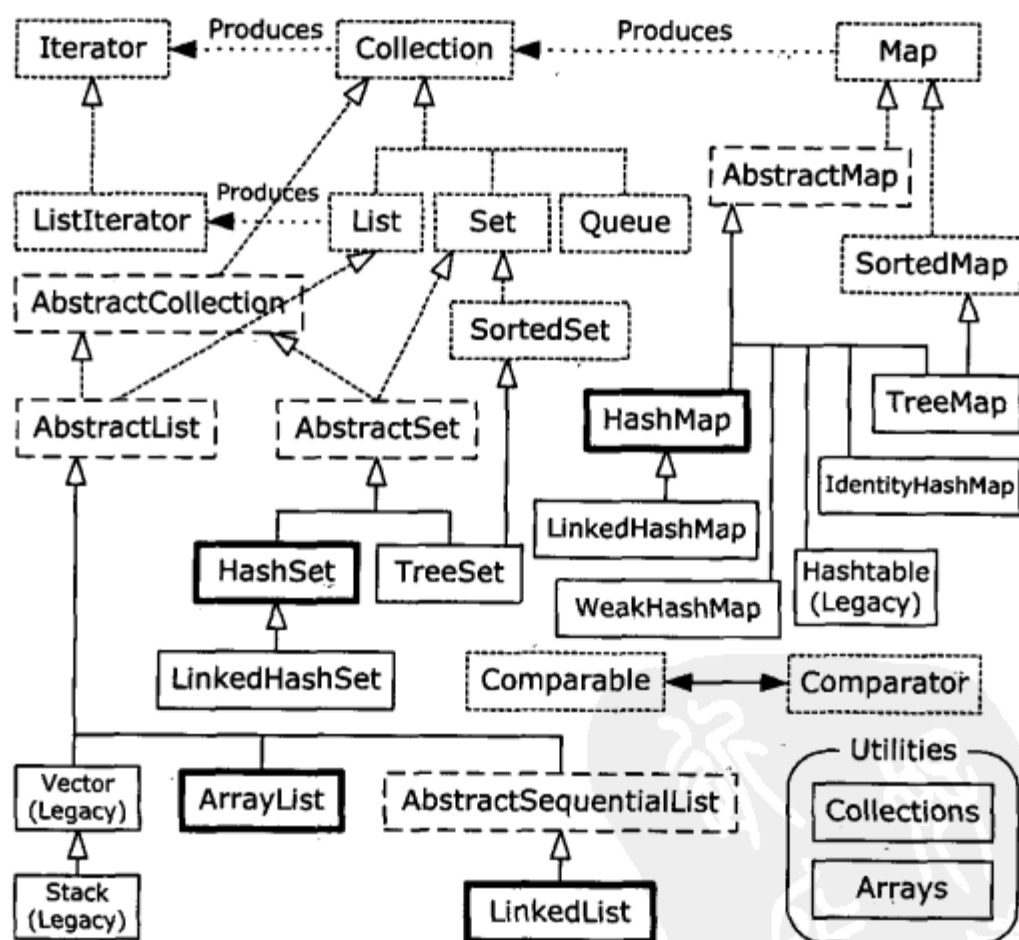 Iterator
Produces
Collection
Produces
Map
AbstractMap
ListIterator
Produces
List
Set
Queue
SortedMap
AbstractCollection
SortedSet
AbstractList
AbstractSet
HashMap
TreeMap
IdentityHashMap
LinkedHashMap
HashSet
TreeSet
Hashtable
(Legacy)
WeakHashMap
LinkedHashSet
Comparable
Comparator
Utilities
Vector
(Legacy)
ArrayList
AbstractSequentialList
Collections
Stack
(Legacy)
LinkedList
Arrays